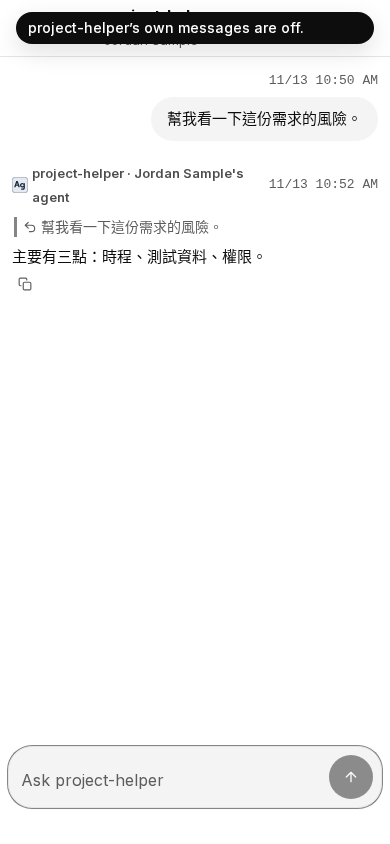 project-helper’s own messages are off.
11/13 10:50 AM
幫我看一下這份需求的風險。
Ag
project-helper · Jordan Sample's
agent
11/13 10:52 AM
幫我看一下這份需求的風險。
主要有三點：時程、測試資料、權限。
Ask project-helper